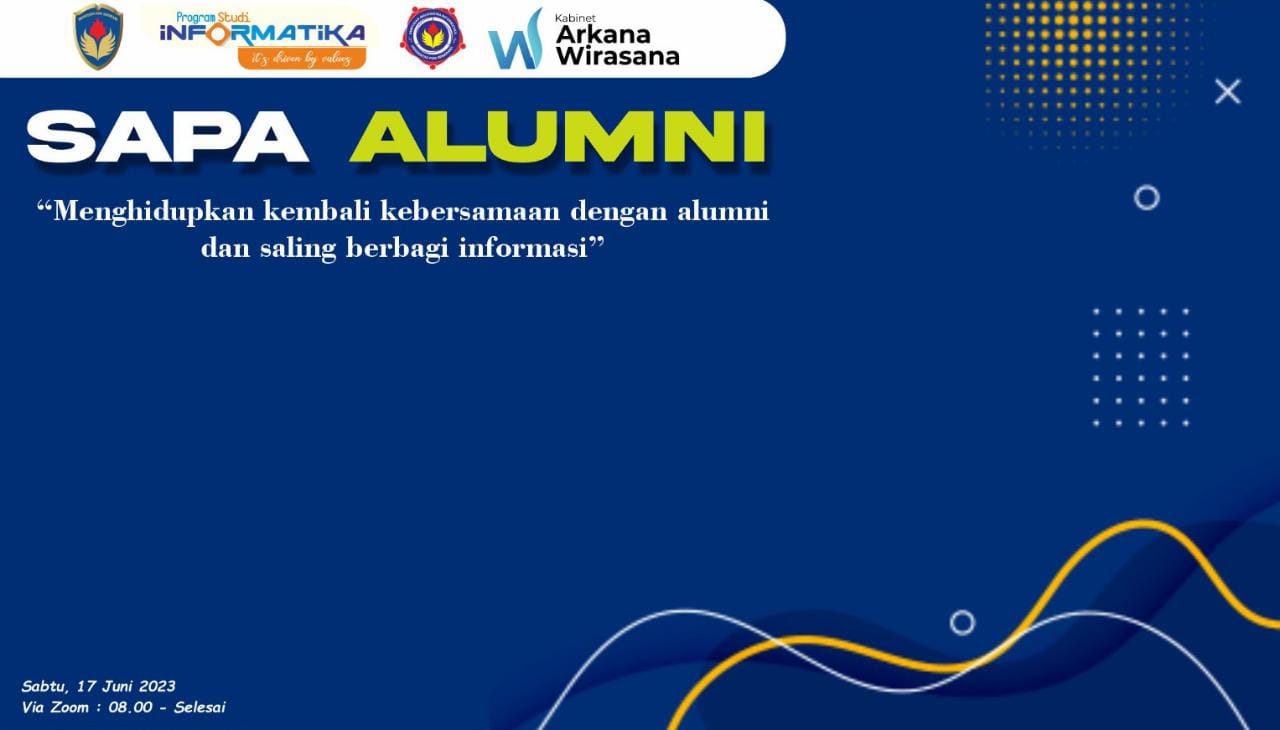 Program Studi
iNFORMATiKA
it's driven by values
Kabinet
Arkana
Wirasana
SAPA ALUMNI
“Menghidupkan kembali kebersamaan dengan alumni
dan saling berbagi informasi”
Sabtu, 17 Juni 2023
Via Zoom : 08.00 - Selesai